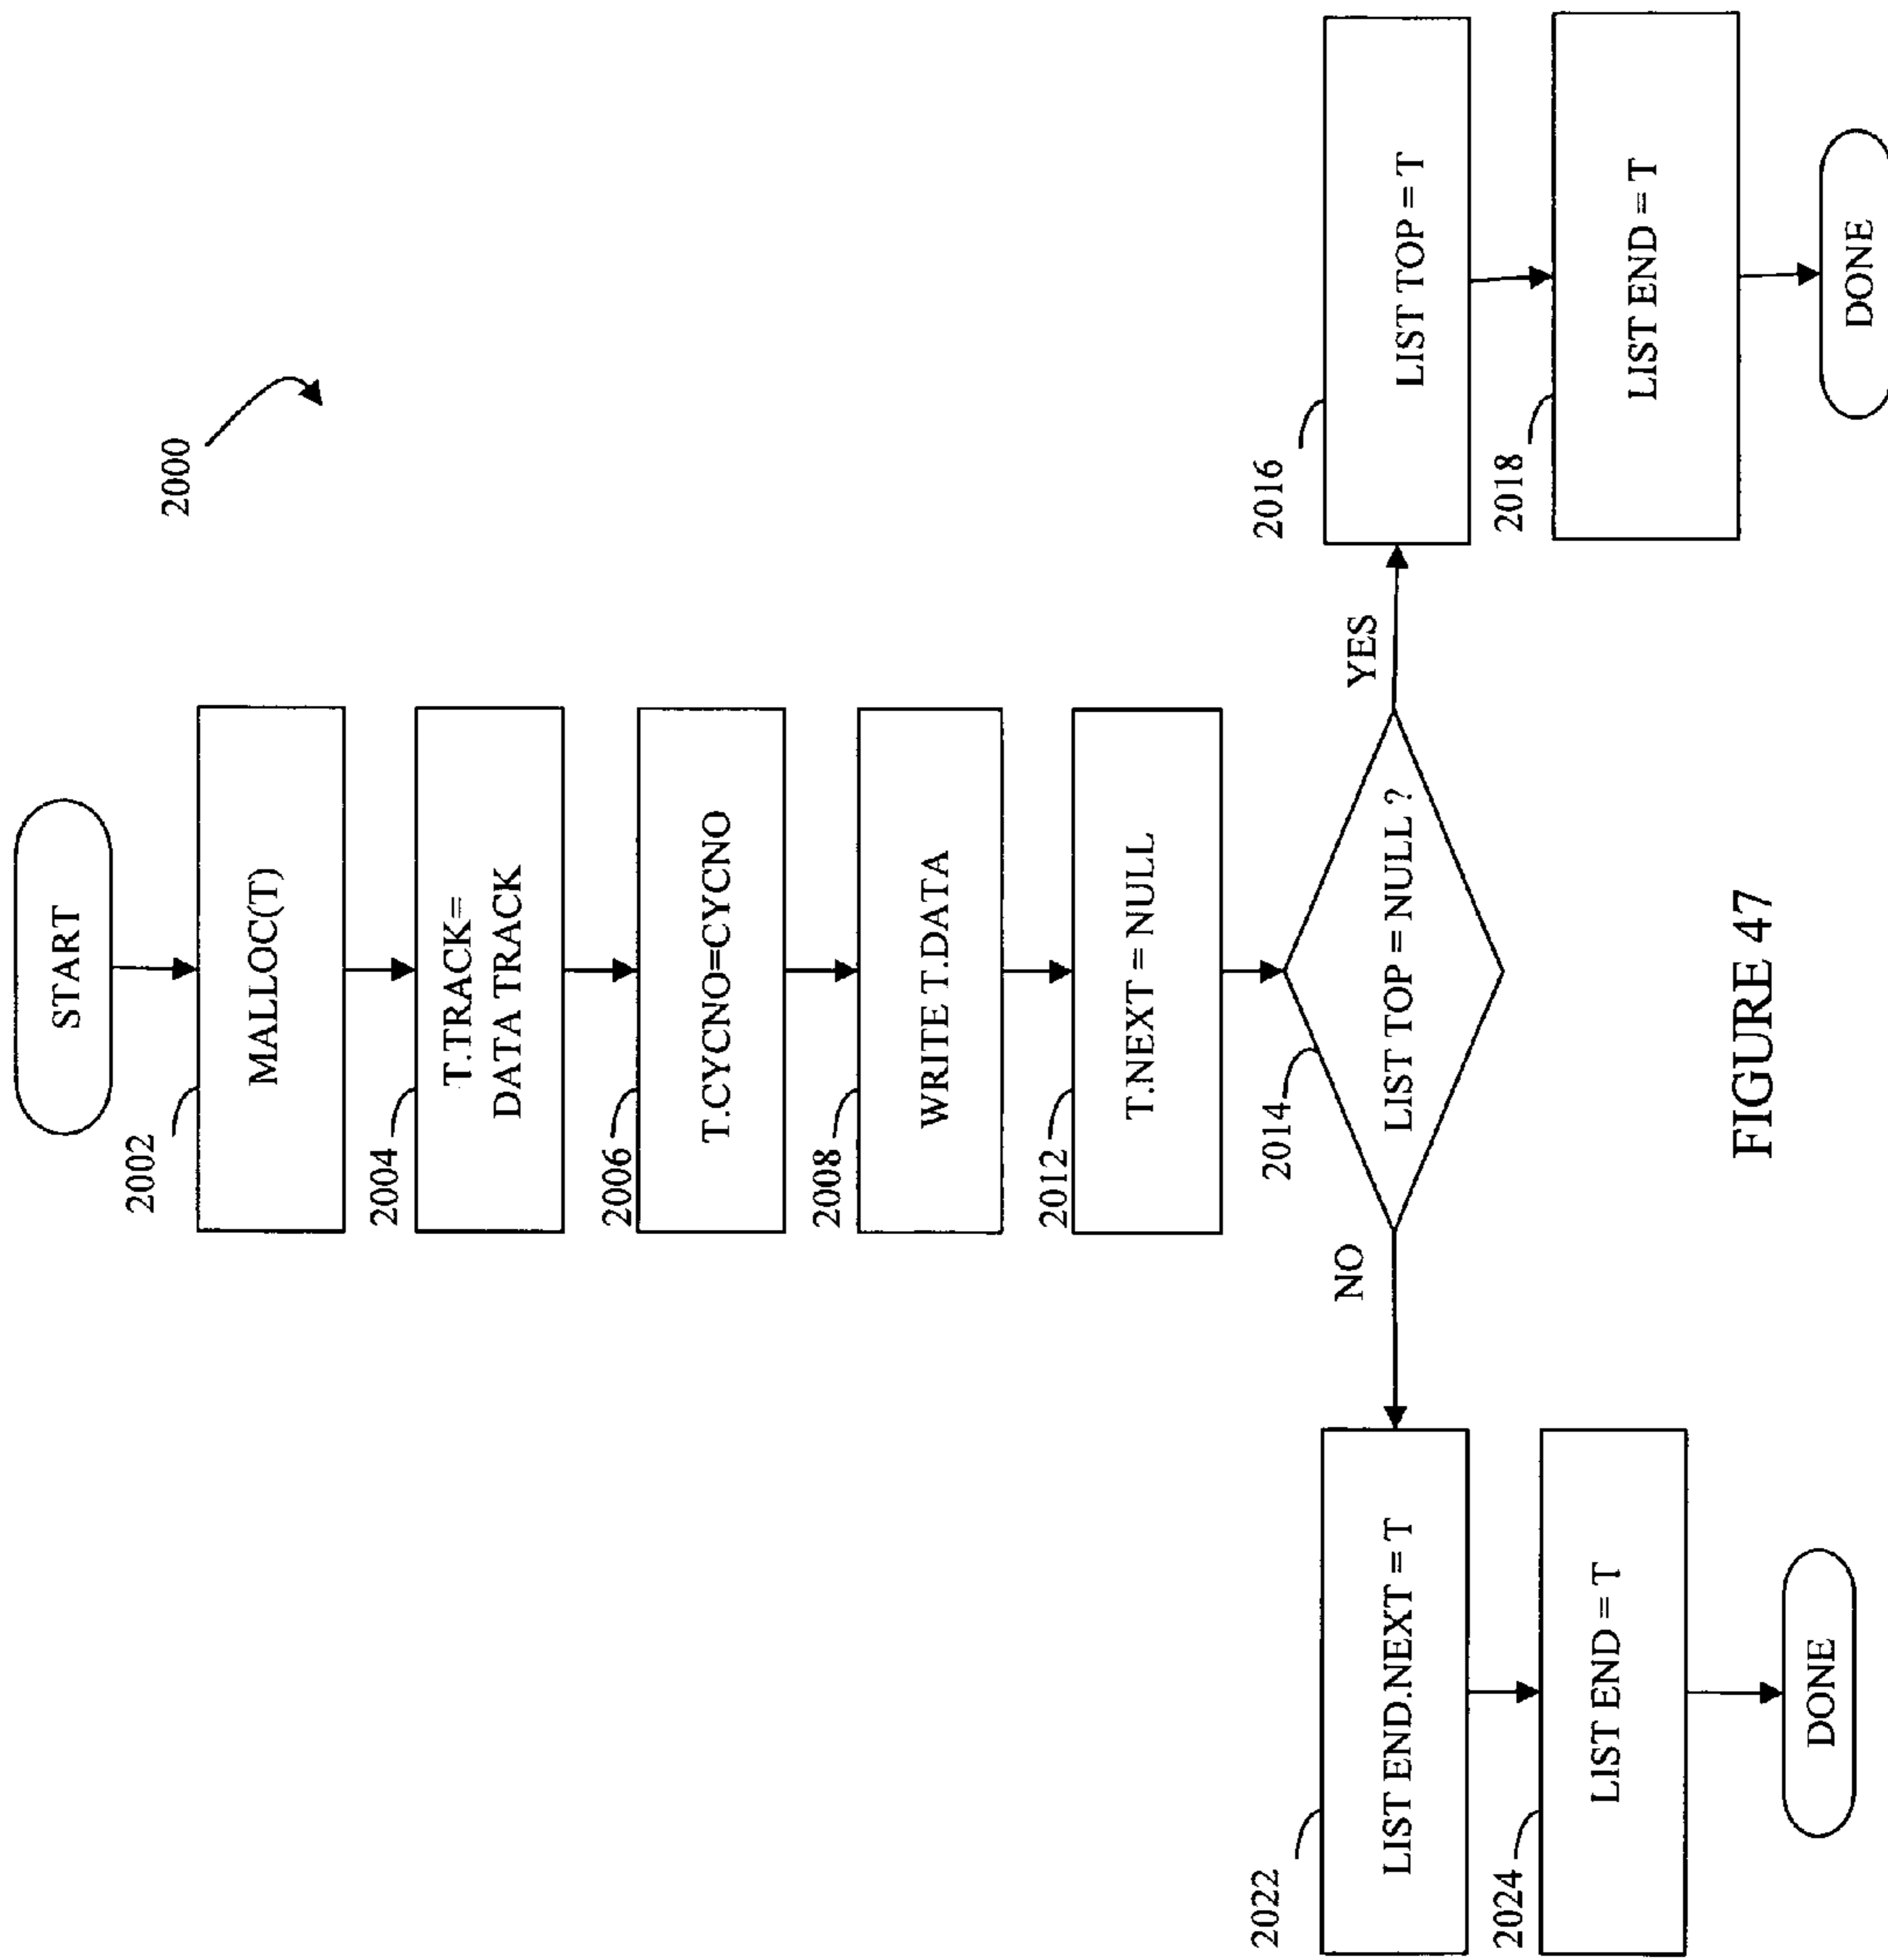 2000
START
2002
MALLOC(T)
2004
T.TRACK=
DATA TRACK
2006
T.CYCNO=CYCNO
2008
WRITE T.DATA
2012
T.NEXT = NULL
2014
LIST TOP = NULL ?
NO
YES
2022
LIST END.NEXT = T
2024
LIST END = T
DONE
2016
LIST TOP = T
2018
LIST END = T
DONE
FIGURE 47